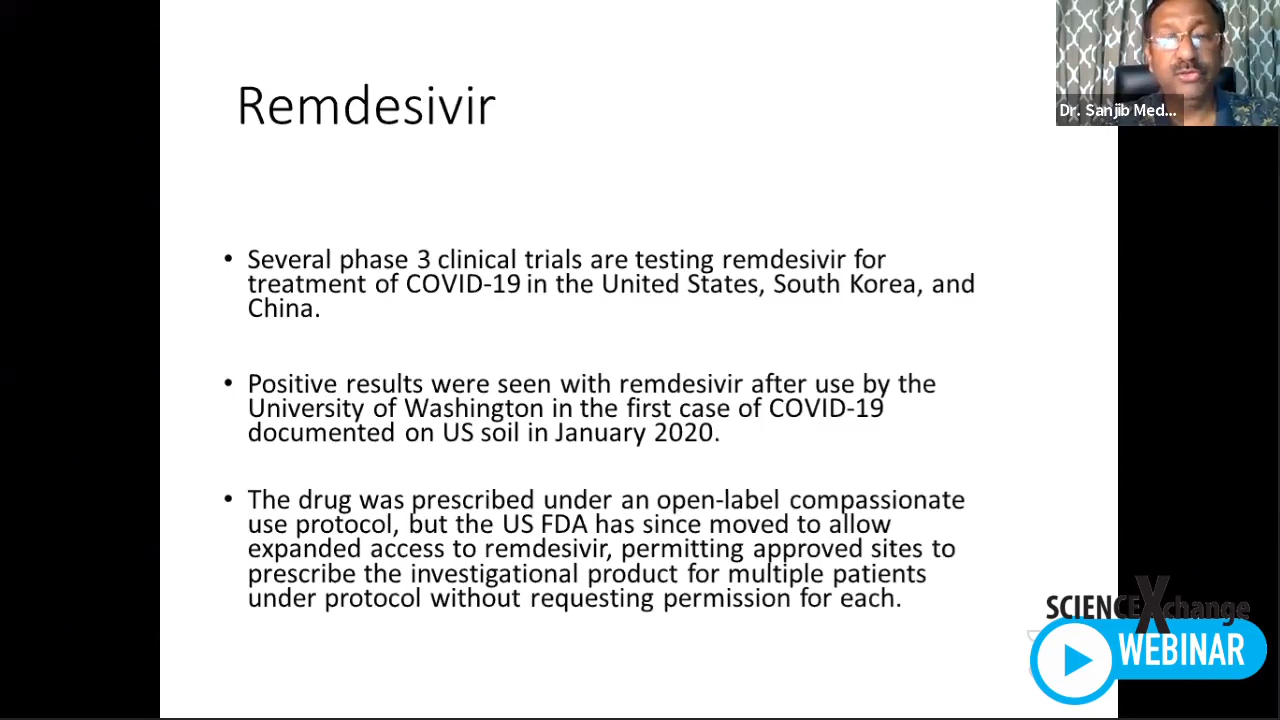 Remdesivir
Dr. Sanjib Med...
• Several phase 3 clinical trials are testing remdesivir for
treatment of COVID-19 in the United States, South Korea, and
China.
• Positive results were seen with remdesivir after use by the
University of Washington in the first case of COVID-19
documented on US soil in January 2020.
• The drug was prescribed under an open-label compassionate
use protocol, but the US FDA has since moved to allow
expanded access to remdesivir, permitting approved sites to
prescribe the investigational product for multiple patients
under protocol without requesting permission for each.
SCIENCEXchange
WEBINAR